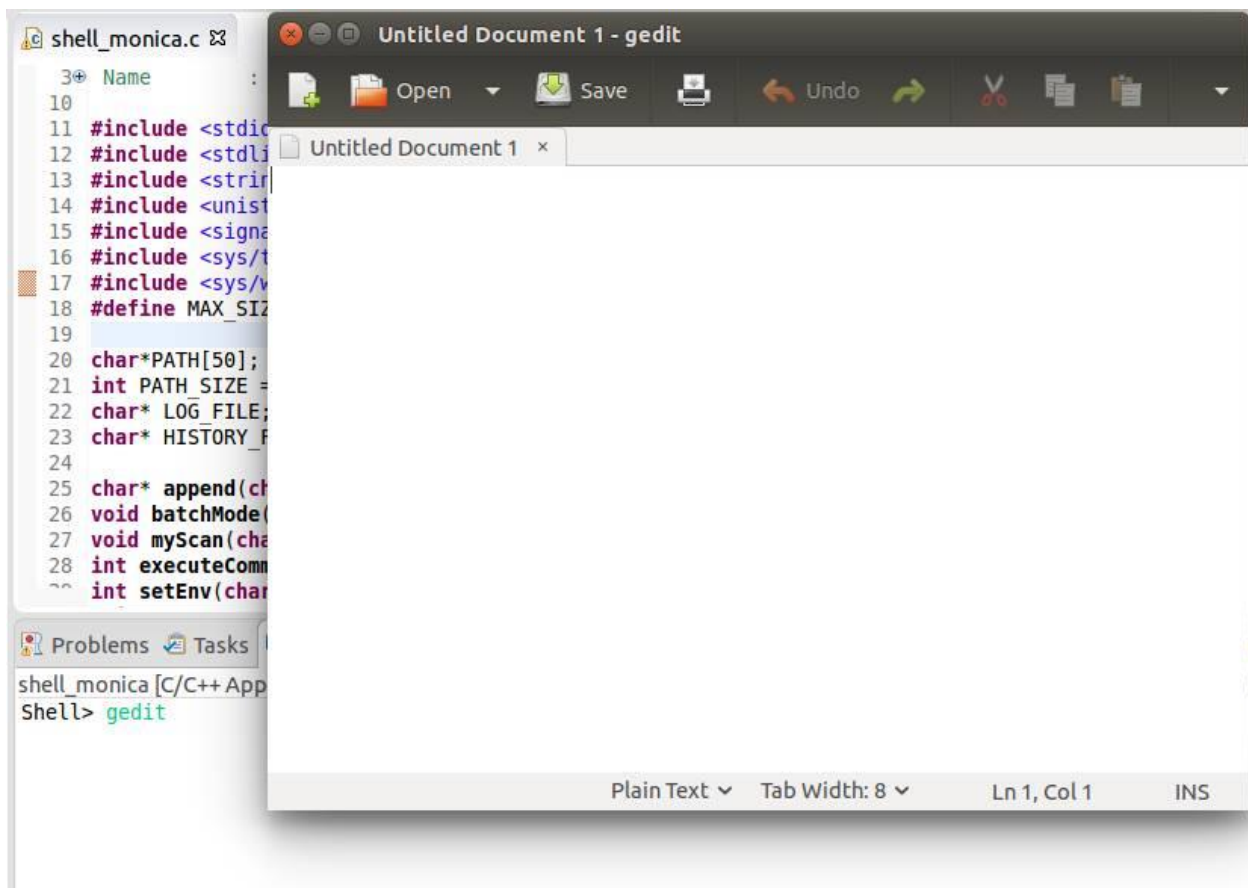 shell_monica.c
3 Name :
10
11 #include <stdio
12 #include <stdli
13 #include <strin
14 #include <unist
15 #include <signa
16 #include <sys/t
17 #include <sys/w
18 #define MAX_SIZ
19
20 char*PATH[50];
21 int PATH_SIZE =
22 char* LOG_FILE;
23 char* HISTORY_F
24
25 char* append(ch
26 void batchMode(
27 void myScan(cha
28 int executeComm
int setEnv(char
Problems Tasks
shell_monica [C/C++ App
Shell> gedit
Untitled Document 1 - gedit
Open Save Undo
Untitled Document 1 ×
Plain Text Tab Width: 8 Ln 1, Col 1 INS